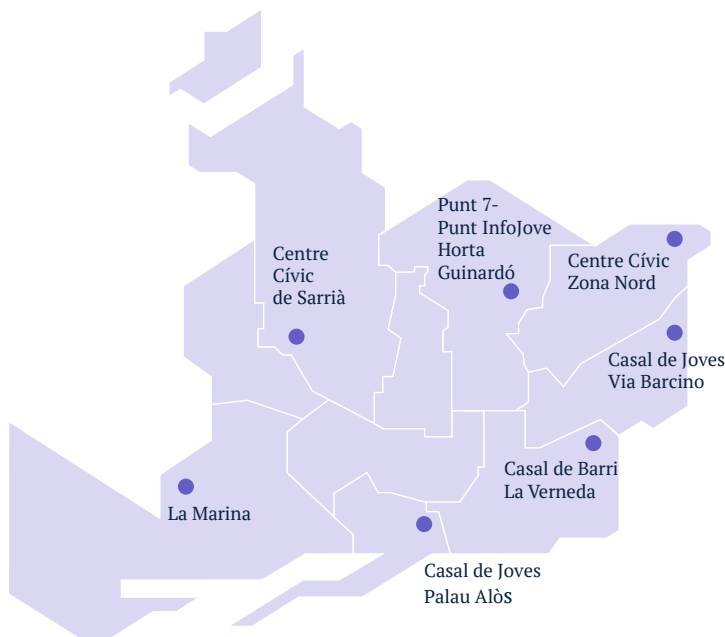 Punt 7-
Punt InfoJove
Horta
Guinardó
Centre
Cívic
de Sarrià
Centre Cívic
Zona Nord
Casal de Joves
Via Barcino
Casal de Barri
La Verneda
La Marina
Casal de Joves
Palau Alòs